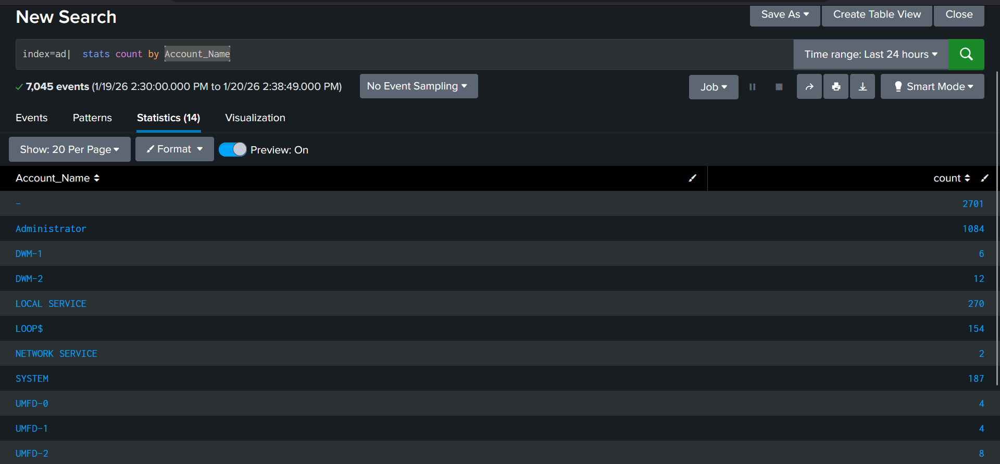 New Search
Save As
Create Table View
Close
index=ad| stats count by Account_Name
Time range: Last 24 hours
7,045 events (1/19/26 2:30:00.000 PM to 1/20/26 2:38:49.000 PM)
No Event Sampling
Job
Smart Mode
Events
Patterns
Statistics (14)
Visualization
Show: 20 Per Page
Format
Preview: On
Account_Name
count
-
2701
Administrator
1084
DWM-1
6
DWM-2
12
LOCAL SERVICE
270
LOOP$
154
NETWORK SERVICE
2
SYSTEM
187
UMFD-0
4
UMFD-1
4
UMFD-2
8